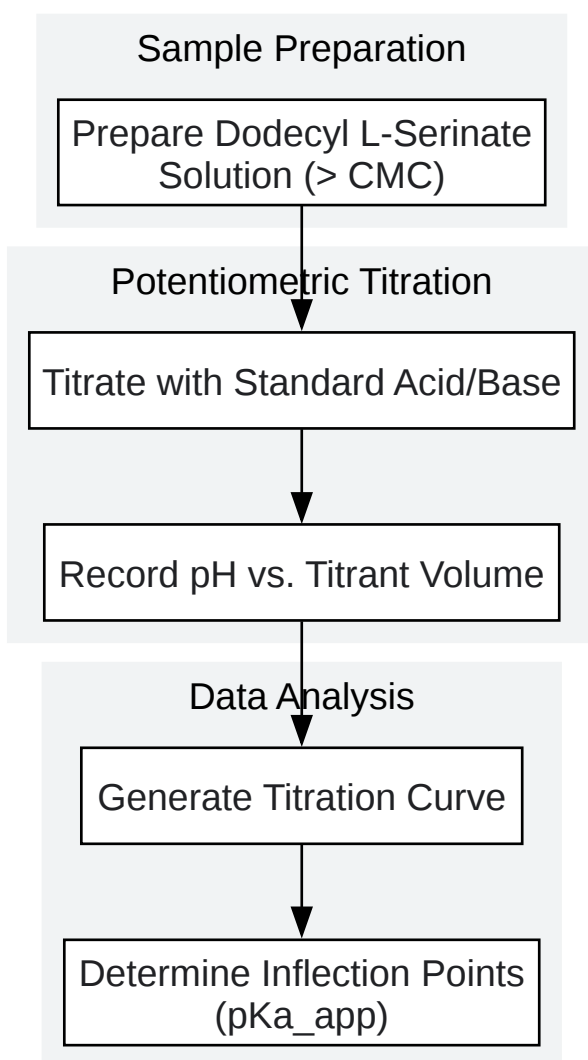 Sample Preparation
Prepare Dodecyl L-Serinate
Solution (> CMC)
Potentiometric Titration
Titrate with Standard Acid/Base
Record pH vs. Titrant Volume
Data Analysis
Generate Titration Curve
Determine Inflection Points
(pKa_app)